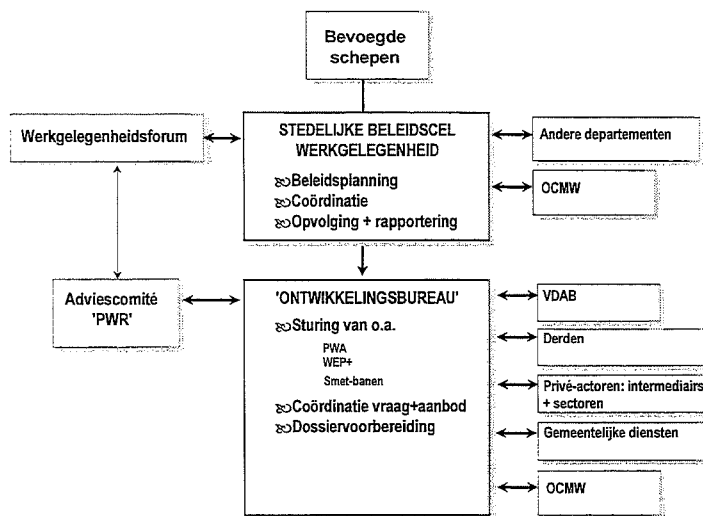 Bevoegde
schepen
Werkgelegenheidsforum
STEDELIJKE BELEIDSCEL
WERKGELEGENHEID
Beleidsplanning
Coördinatie
Opvolging + rapportering
Andere departementen
OCMW
Adviescomité
'PWR'
'ONTWIKKELINGSBUREAU'
Sturing van o.a.
PWA
WEP+
Smet-banen
Coördinatie vraag+aanbod
Dossiervoorbereiding
VDAB
Derden
Privé-actoren: intermediairs
+ sectoren
Gemeentelijke diensten
OCMW